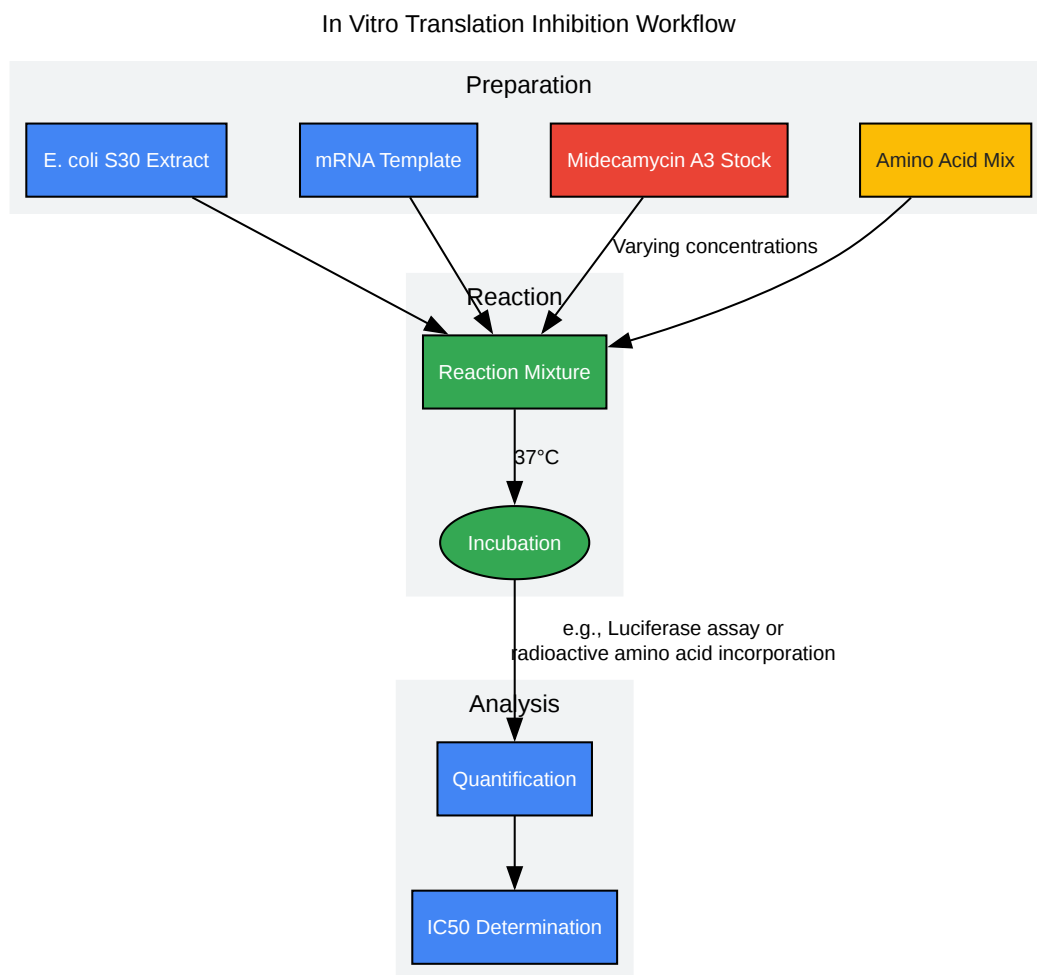 In Vitro Translation Inhibition Workflow
Preparation
E. coli S30 Extract
mRNA Template
Midecamycin A3 Stock
Amino Acid Mix
Varying concentrations
Reaction
Reaction Mixture
37°C
Incubation
e.g., Luciferase assay or
radioactive amino acid incorporation
Analysis
Quantification
IC50 Determination